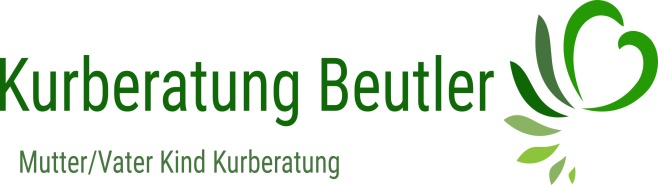 Kurberatung Beutler
Mutter/Vater Kind Kurberatung